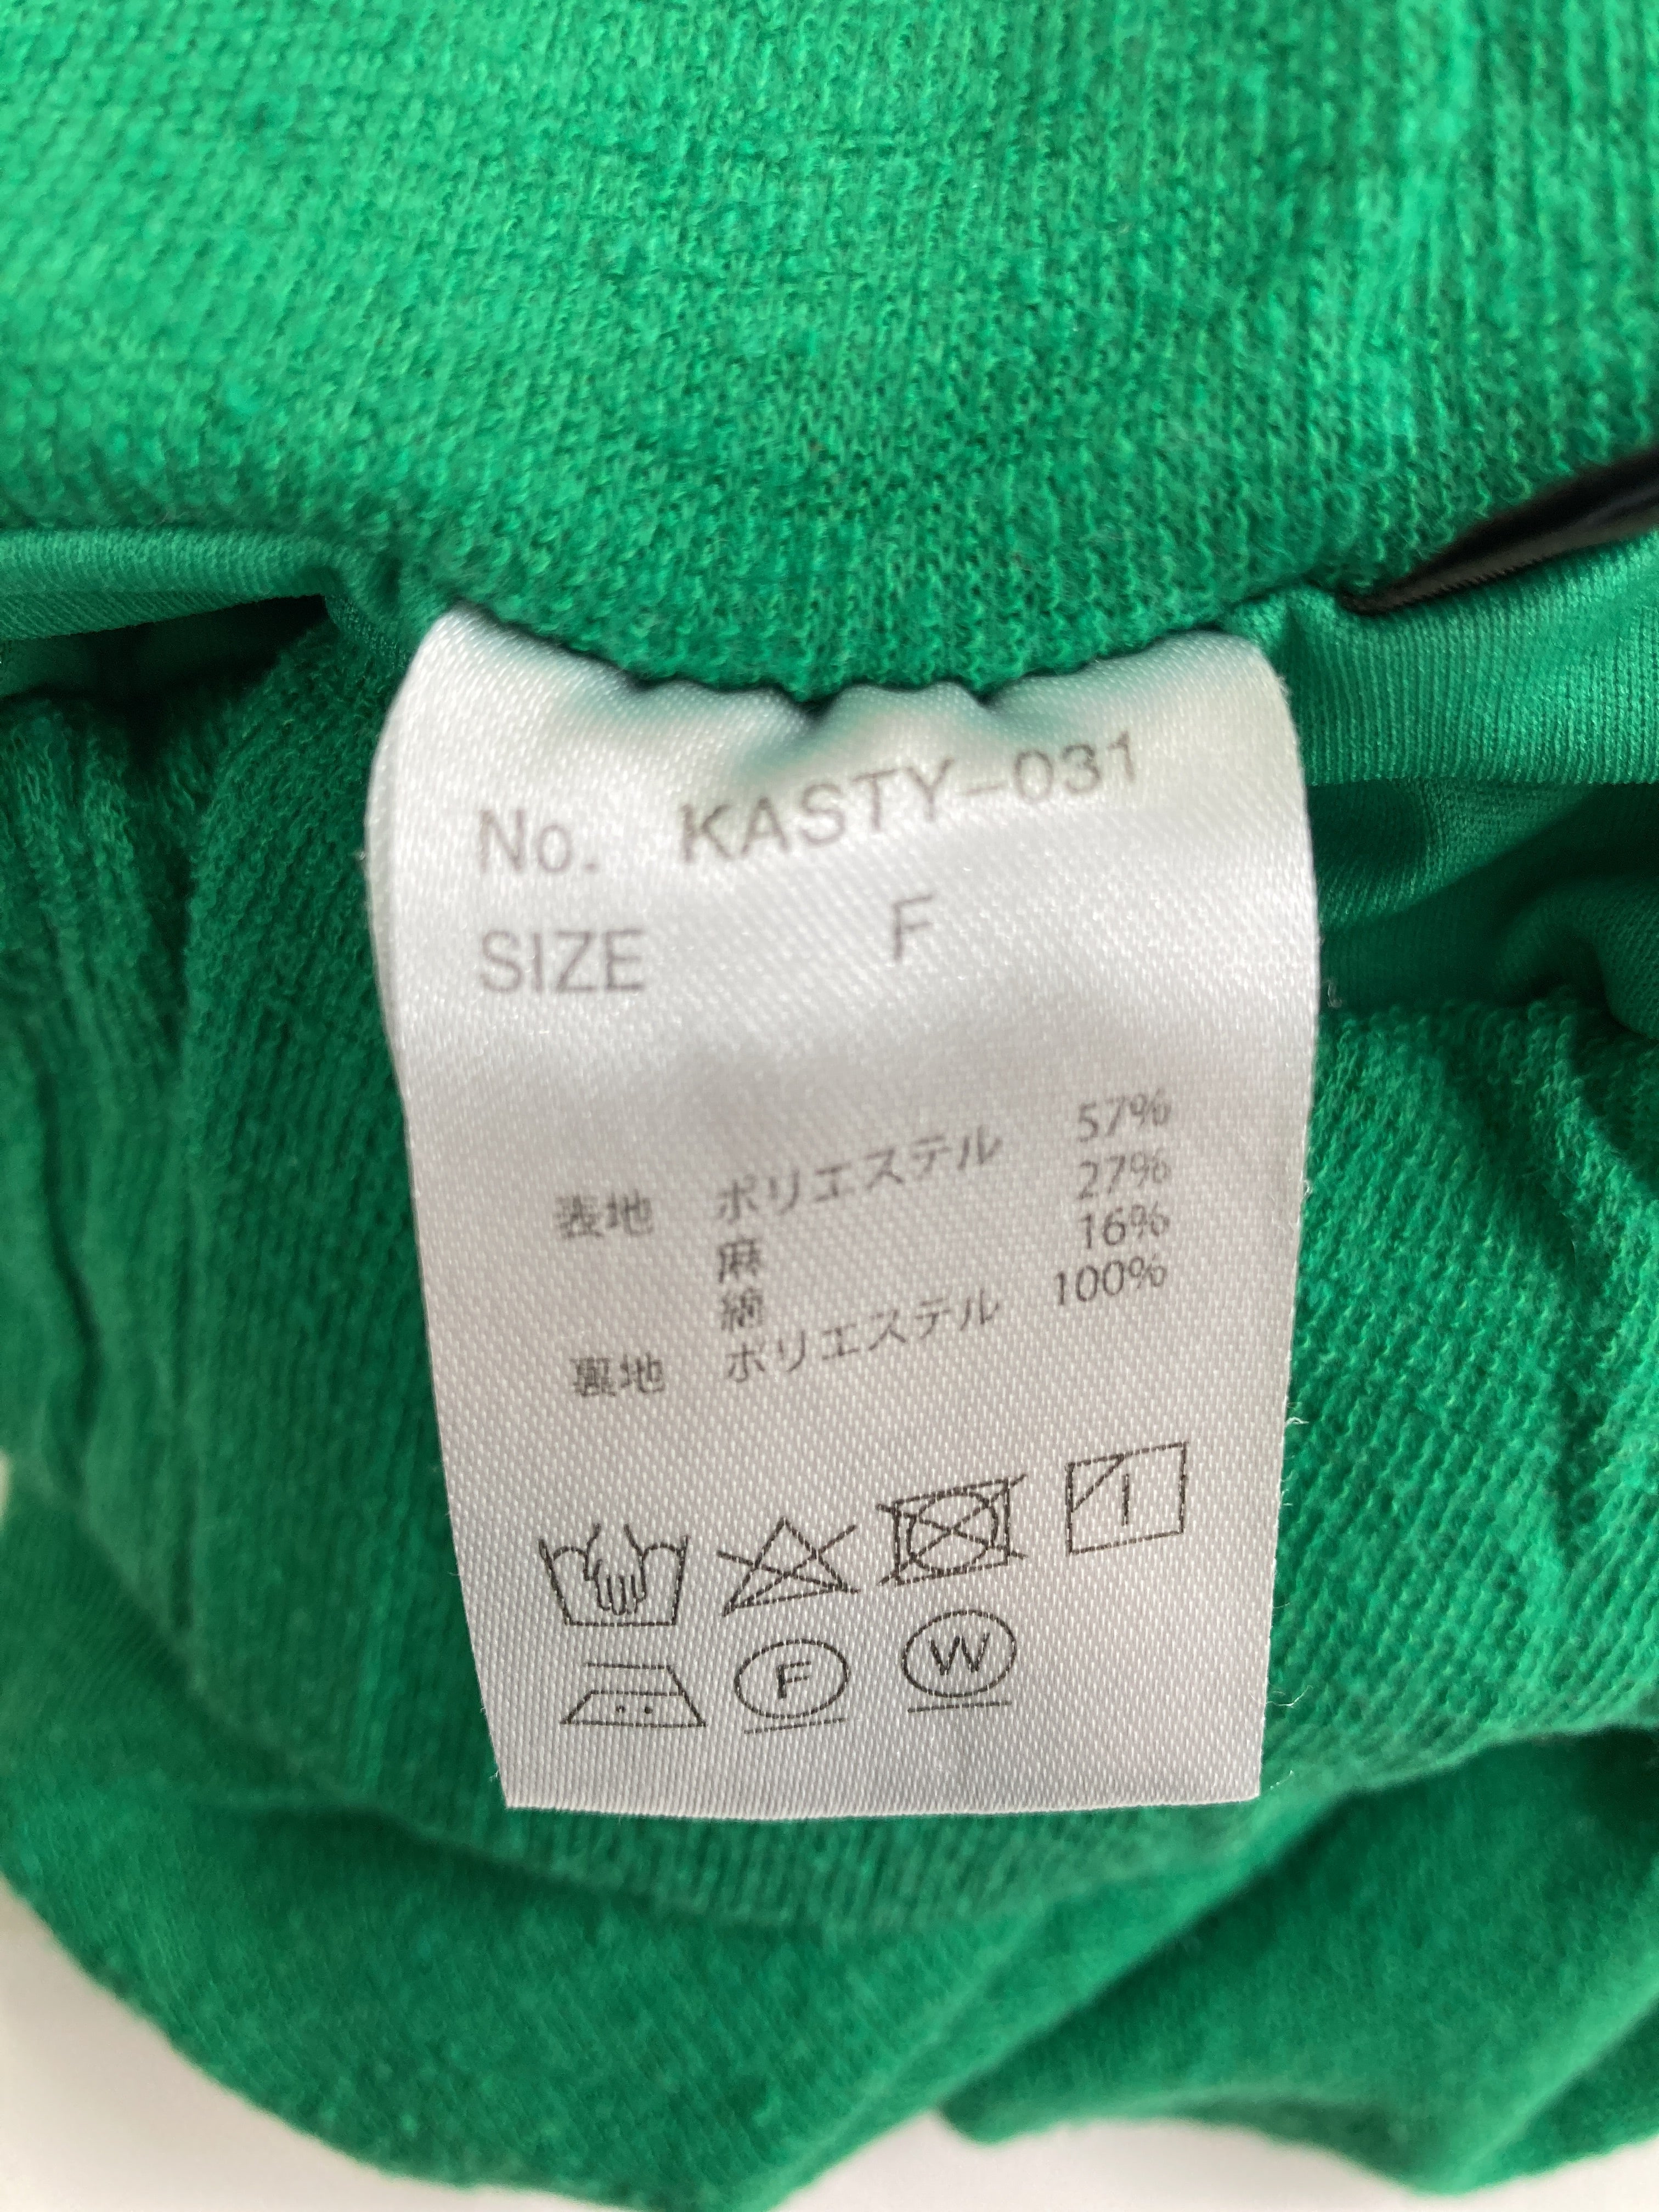 No. KASTY-031
SIZE F
表地 ポリエステル 57%
麻 27%
綿 16%
裏地 ポリエステル 100%
F W